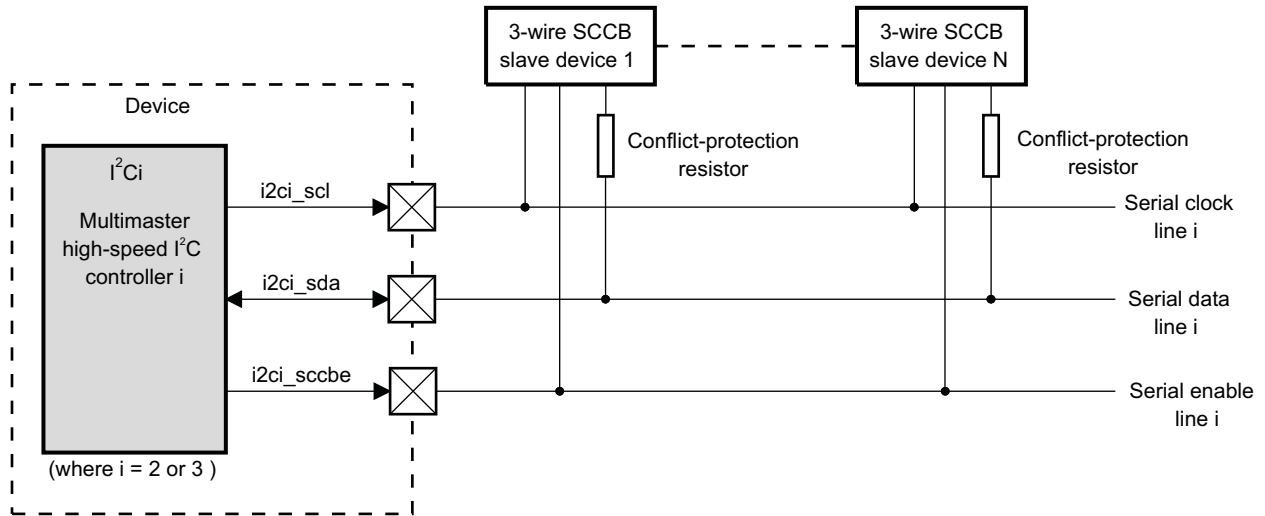 3-wire SCCB
slave device 1
3-wire SCCB
slave device N
Device
Conflict-protection
resistor
Conflict-protection
resistor
I²Ci
Multimaster
high-speed I²C
controller i
i2ci_scl
Serial clock
line i
i2ci_sda
Serial data
line i
i2ci_sccbe
Serial enable
line i
(where i = 2 or 3 )